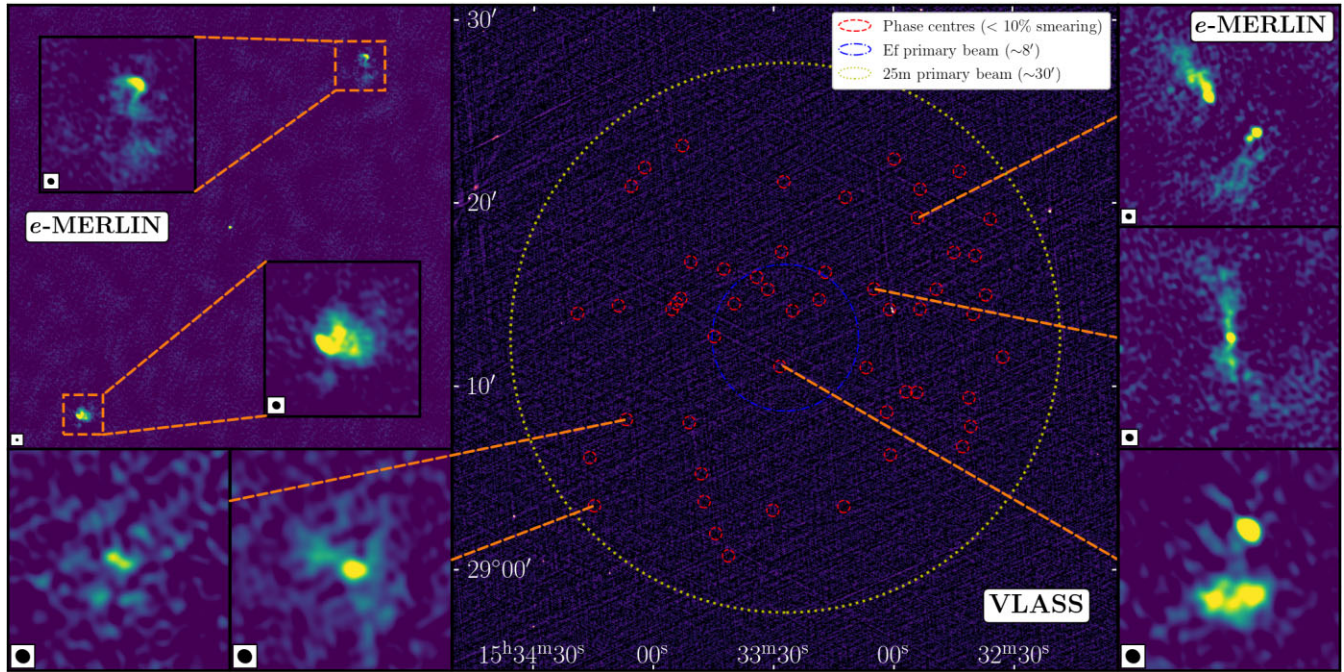 e-MERLIN
30′
20′
10′
29°00′
Phase centres (< 10% smearing)
Ef primary beam (~8′)
25m primary beam (~30′)
VLASS
15ʰ34ᵐ30ˢ 00ˢ 33ᵐ30ˢ 00ˢ 32ᵐ30ˢ
e-MERLIN